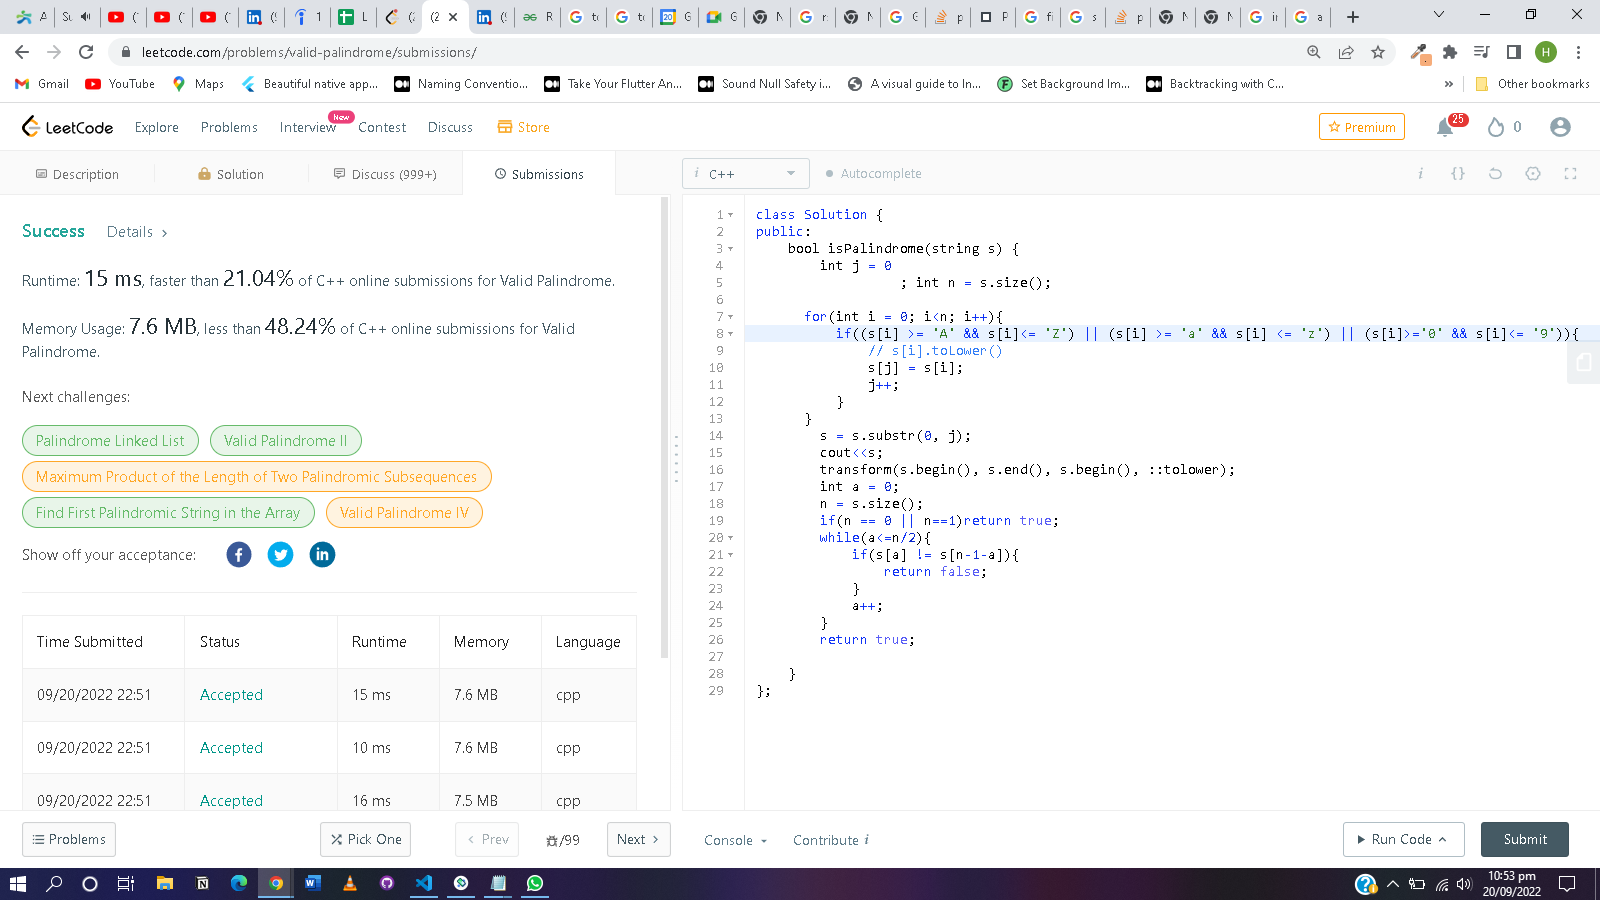 leetcode.com/problems/valid-palindrome/submissions/
Gmail YouTube Maps Beautiful native app... Naming Conventio... Take Your Flutter An... Sound Null Safety i... A visual guide to In... Set Background Im... Backtracking with C... » Other bookmarks
LeetCode Explore Problems Interview New Contest Discuss Store Premium 25 0
Description Solution Discuss (999+) Submissions
i C++ Autocomplete
Success Details >
Runtime: 15 ms, faster than 21.04% of C++ online submissions for Valid Palindrome.
Memory Usage: 7.6 MB, less than 48.24% of C++ online submissions for Valid
Palindrome.
Next challenges:
Palindrome Linked List Valid Palindrome II
Maximum Product of the Length of Two Palindromic Subsequences
Find First Palindromic String in the Array Valid Palindrome IV
Show off your acceptance:
Time Submitted Status Runtime Memory Language
09/20/2022 22:51 Accepted 15 ms 7.6 MB cpp
09/20/2022 22:51 Accepted 10 ms 7.6 MB cpp
09/20/2022 22:51 Accepted 16 ms 7.5 MB cpp
1 class Solution {
2 public:
3 bool isPalindrome(string s) {
4 int j = 0
5 ; int n = s.size();
6
7 for(int i = 0; i<n; i++){
8 if((s[i] >= 'A' && s[i]<= 'Z') || (s[i] >= 'a' && s[i] <= 'z') || (s[i]>='0' && s[i]<= '9')){
9 // s[i].toLower()
10 s[j] = s[i];
11 j++;
12 }
13 }
14 s = s.substr(0, j);
15 cout<<s;
16 transform(s.begin(), s.end(), s.begin(), ::tolower);
17 int a = 0;
18 n = s.size();
19 if(n == 0 || n==1)return true;
20 while(a<=n/2){
21 if(s[a] != s[n-1-a]){
22 return false;
23 }
24 a++;
25 }
26 return true;
27
28 }
29 };
Problems Pick One < Prev /99 Next > Console Contribute i Run Code Submit
10:53 pm
20/09/2022